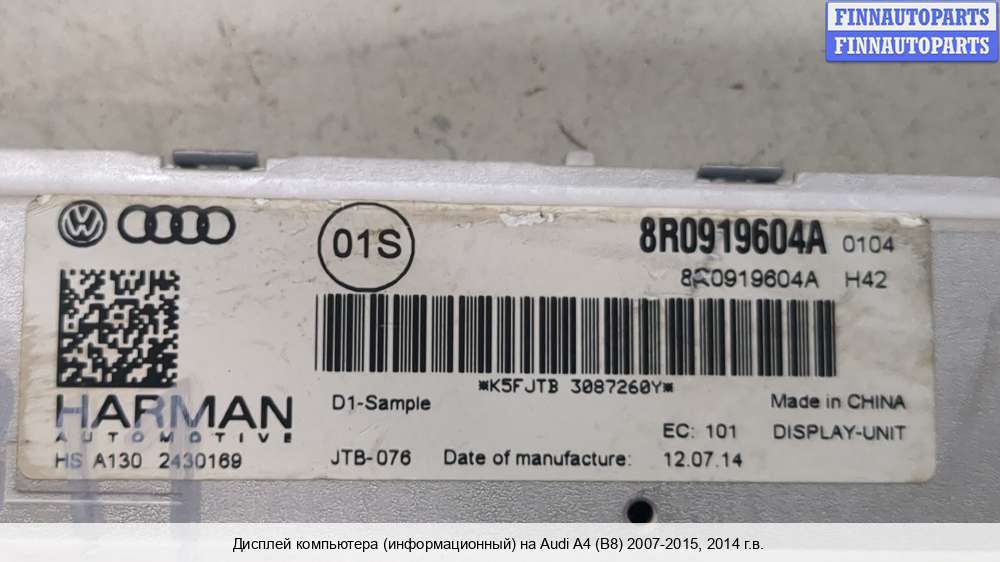 FINNAUTOPARTS
FINNAUTOPARTS
01S
8R0919604A 0104
8R0919604A H42
*K5FJTB 3087260Y*
HARMAN
AUTOMOTIVE
D1-Sample
Made in CHINA
EC: 101 DISPLAY-UNIT
HS A130 2430169 JTB-076 Date of manufacture: 12.07.14
Дисплей компьютера (информационный) на Audi A4 (B8) 2007-2015, 2014 г.в.